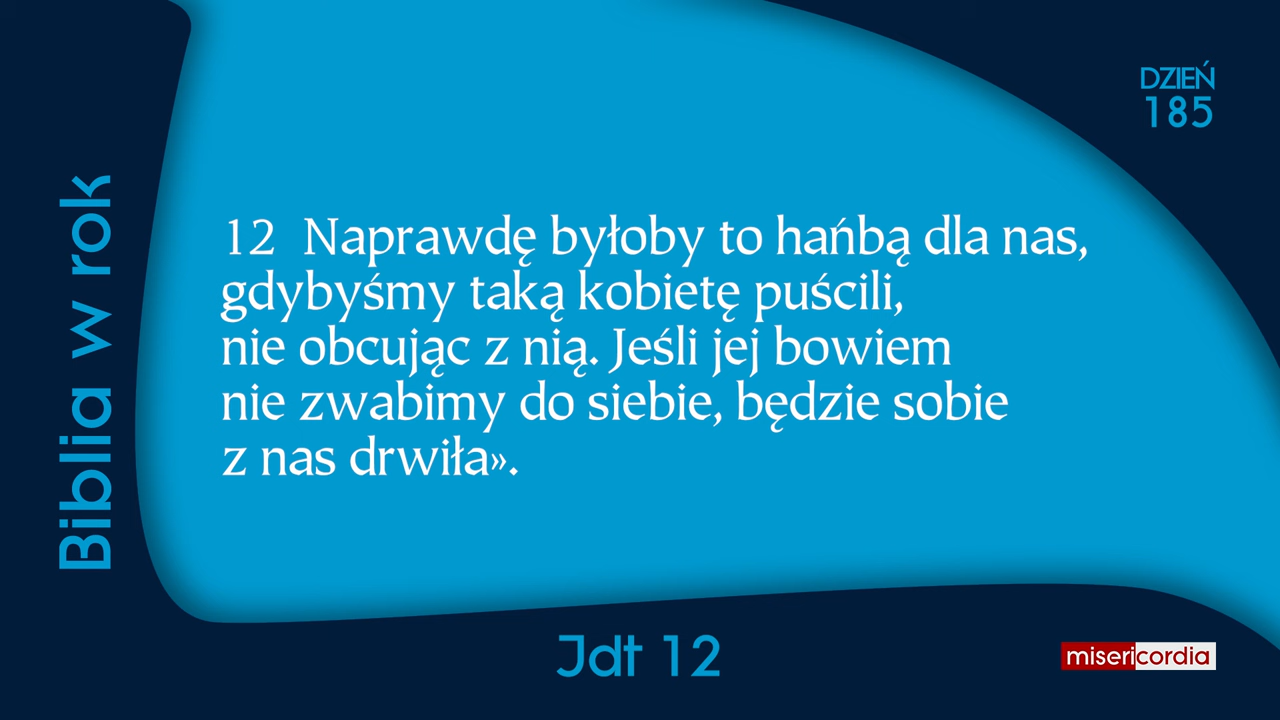 DZIEŃ
185
Biblia w rok
12 Naprawdę byłoby to hańbą dla nas,
gdybyśmy taką kobietę puścili,
nie obcując z nią. Jeśli jej bowiem
nie zwabimy do siebie, będzie sobie
z nas drwiła».
Jdt 12
misericordia